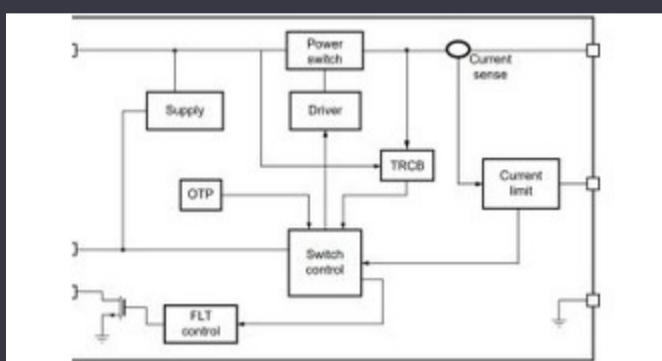 Power
switch
Current
sense
Supply
Driver
TRCB
OTP
Current
limit
Switch
control
FLT
control